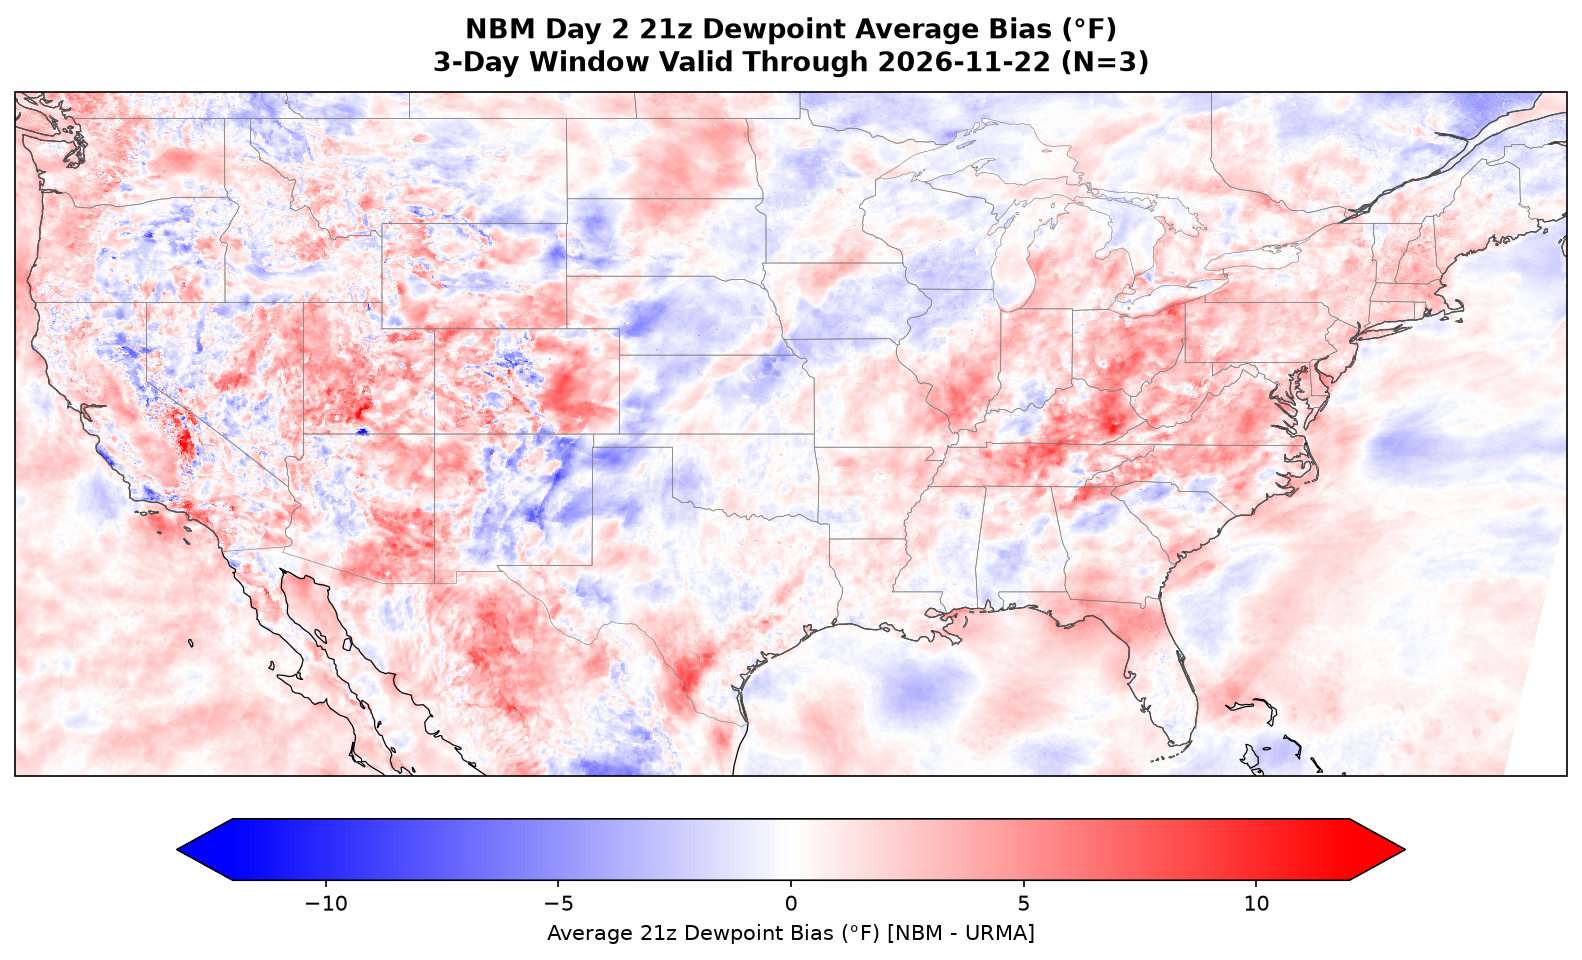 NBM Day 2 21z Dewpoint Average Bias (°F)
3-Day Window Valid Through 2026-11-22 (N=3)
−10 −5 0 5 10
Average 21z Dewpoint Bias (°F) [NBM - URMA]